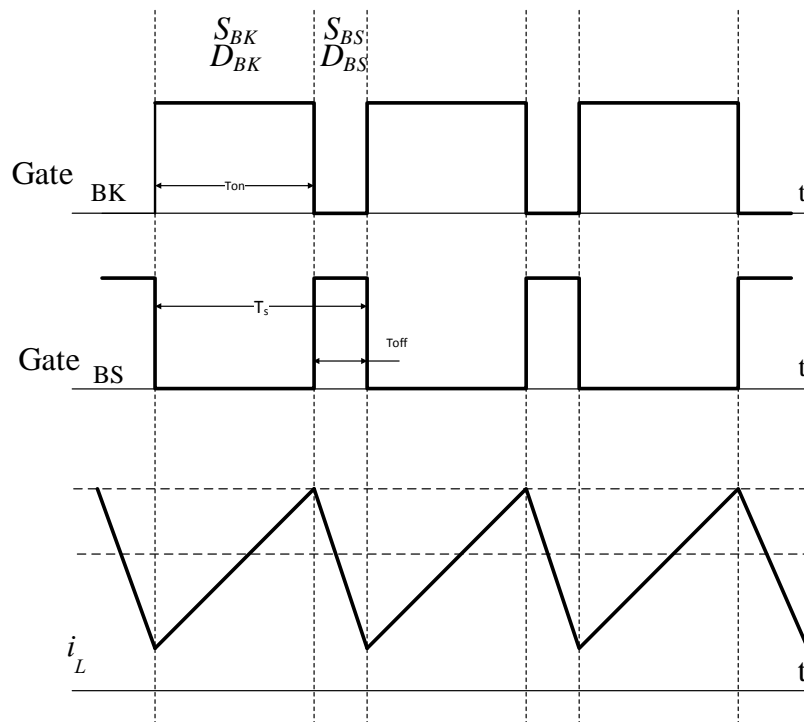 S_BK S_BS
D_BK D_BS
Gate BK
Ton
t
T_s
Toff
Gate BS
t
i_L
t